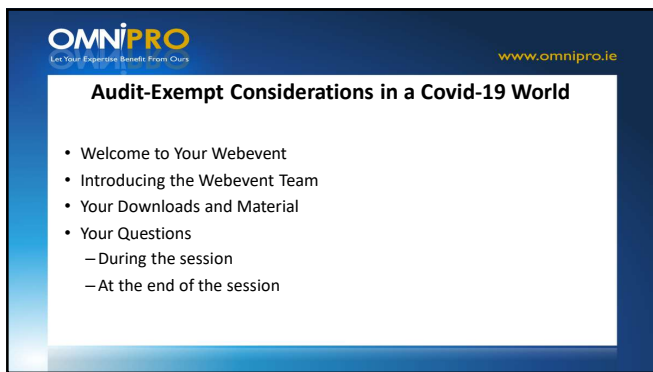 OMNIPRO
Let Your Expertise Benefit From Ours
www.omnipro.ie
Audit-Exempt Considerations in a Covid-19 World
• Welcome to Your Webevent
• Introducing the Webevent Team
• Your Downloads and Material
• Your Questions
– During the session
– At the end of the session